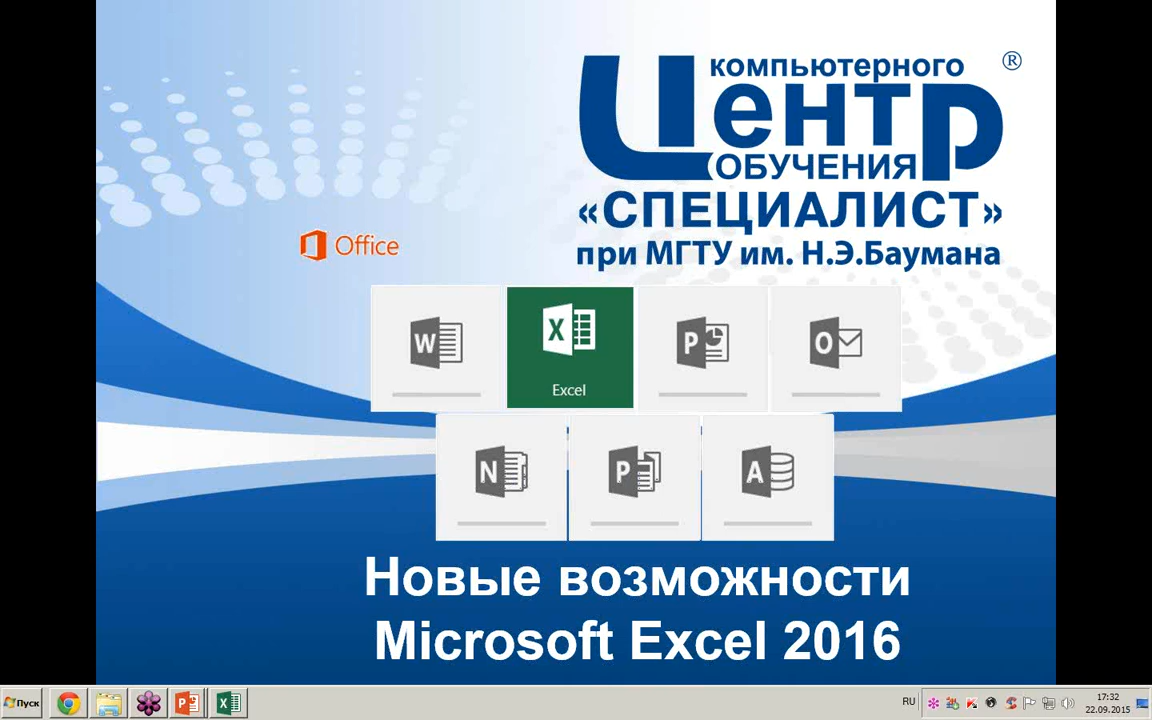 компьютерного
®
Центр
ОБУЧЕНИЯ
«СПЕЦИАЛИСТ»
при МГТУ им. Н.Э.Баумана
Office
W
X
P
O
Excel
N
P
A
Новые возможности
Microsoft Excel 2016
Пуск
P
X
RU
17:32
22.09.2015